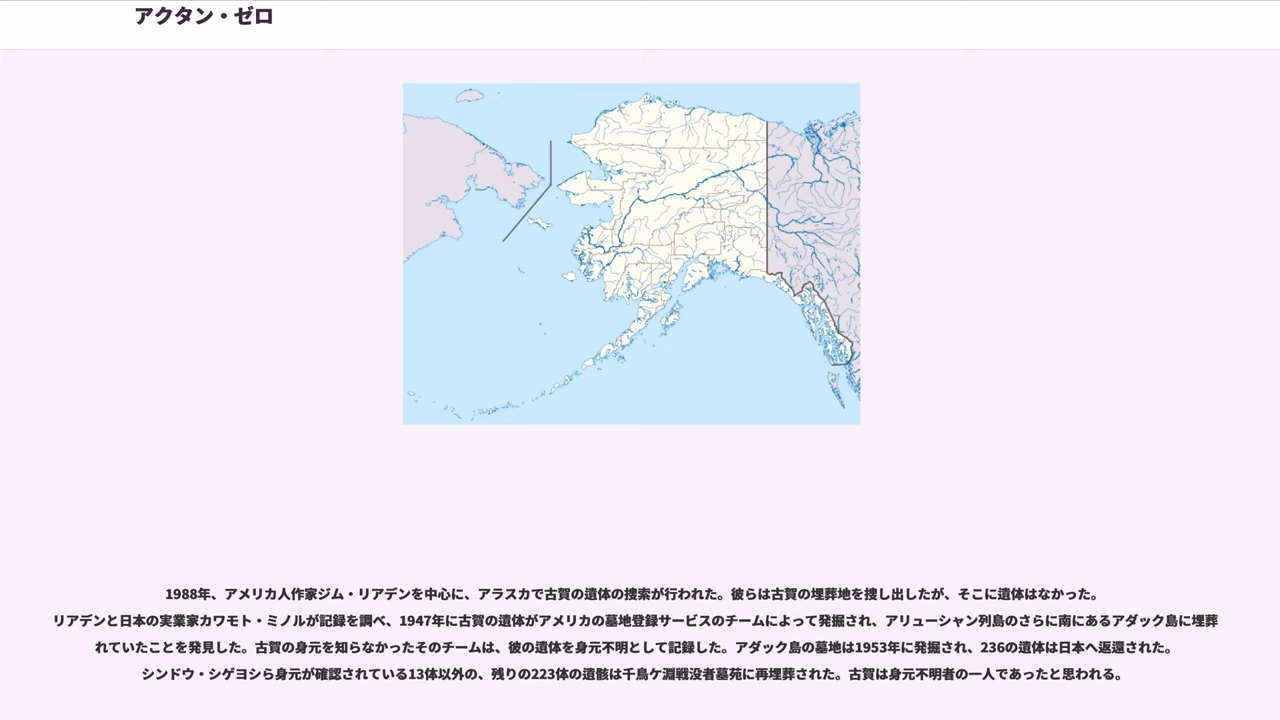 アクタン・ゼロ
1988年、アメリカ人作家ジム・リアデンを中心に、アラスカで古賀の遺体の捜索が行われた。彼らは古賀の埋葬地を捜し出したが、そこに遺体はなかった。
リアデンと日本の実業家カワモト・ミノルが記録を調べ、1947年に古賀の遺体がアメリカの墓地登録サービスのチームによって発掘され、アリューシャン列島のさらに南にあるアダック島に埋葬
れていたことを発見した。古賀の身元を知らなかったそのチームは、彼の遺体を身元不明として記録した。アダック島の墓地は1953年に発掘され、236の遺体は日本へ返還された。
シンドウ・シゲヨシら身元が確認されている13体以外の、残りの223体の遺骸は千鳥ケ淵戦没者墓苑に再埋葬された。古賀は身元不明者の一人であったと思われる。